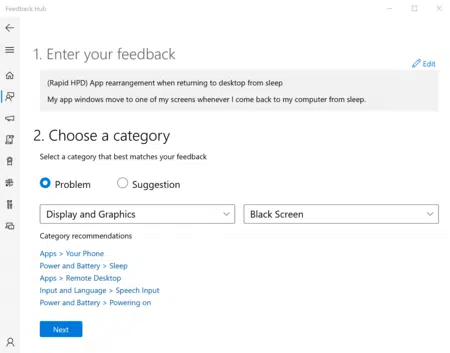 Feedback Hub
1. Enter your feedback
Edit
(Rapid HPD) App rearrangement when returning to desktop from sleep
My app windows move to one of my screens whenever I come back to my computer from sleep.
2. Choose a category
Select a category that best matches your feedback
Problem
Suggestion
Display and Graphics
Black Screen
Category recommendations
Apps > Your Phone
Power and Battery > Sleep
Apps > Remote Desktop
Input and Language > Speech Input
Power and Battery > Powering on
Next